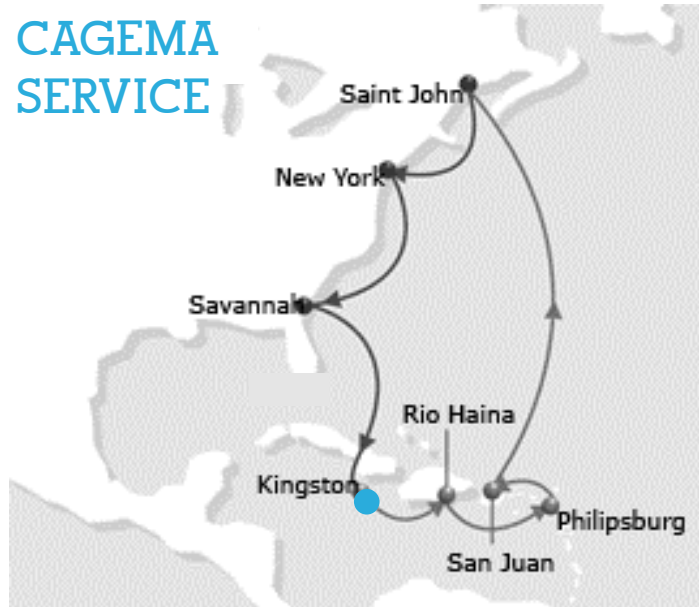 CAGEMA
SERVICE
Saint John
New York
Savannah
Rio Haina
Kingston
Philipsburg
San Juan